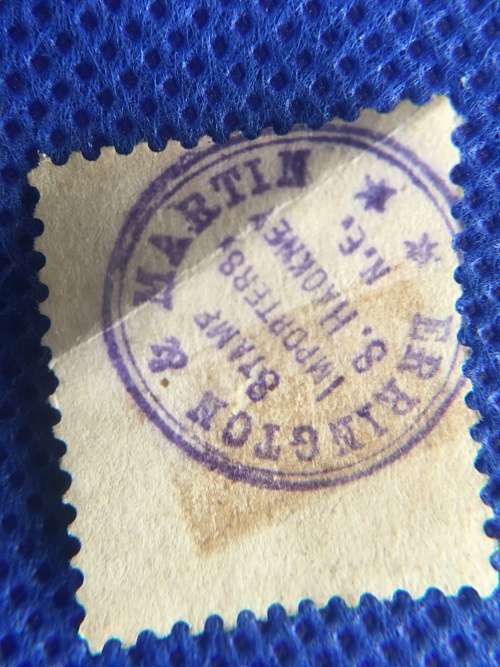 ERRINGTON & MARTIN
STAMP
IMPORTERS,
S. HACKNEY
N.E.